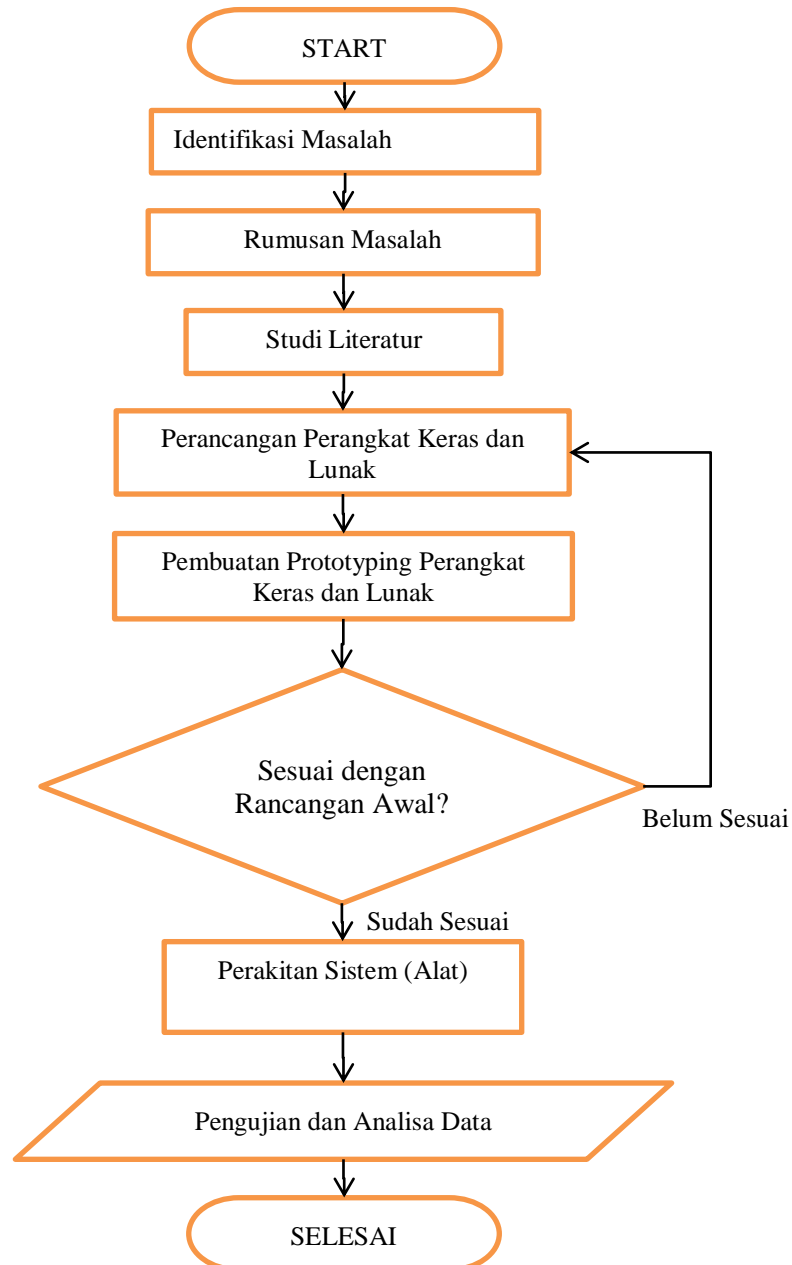 START
Identifikasi Masalah
Rumusan Masalah
Studi Literatur
Perancangan Perangkat Keras dan
Lunak
Pembuatan Prototyping Perangkat
Keras dan Lunak
Sesuai dengan
Rancangan Awal?
Belum Sesuai
Sudah Sesuai
Perakitan Sistem (Alat)
Pengujian dan Analisa Data
SELESAI